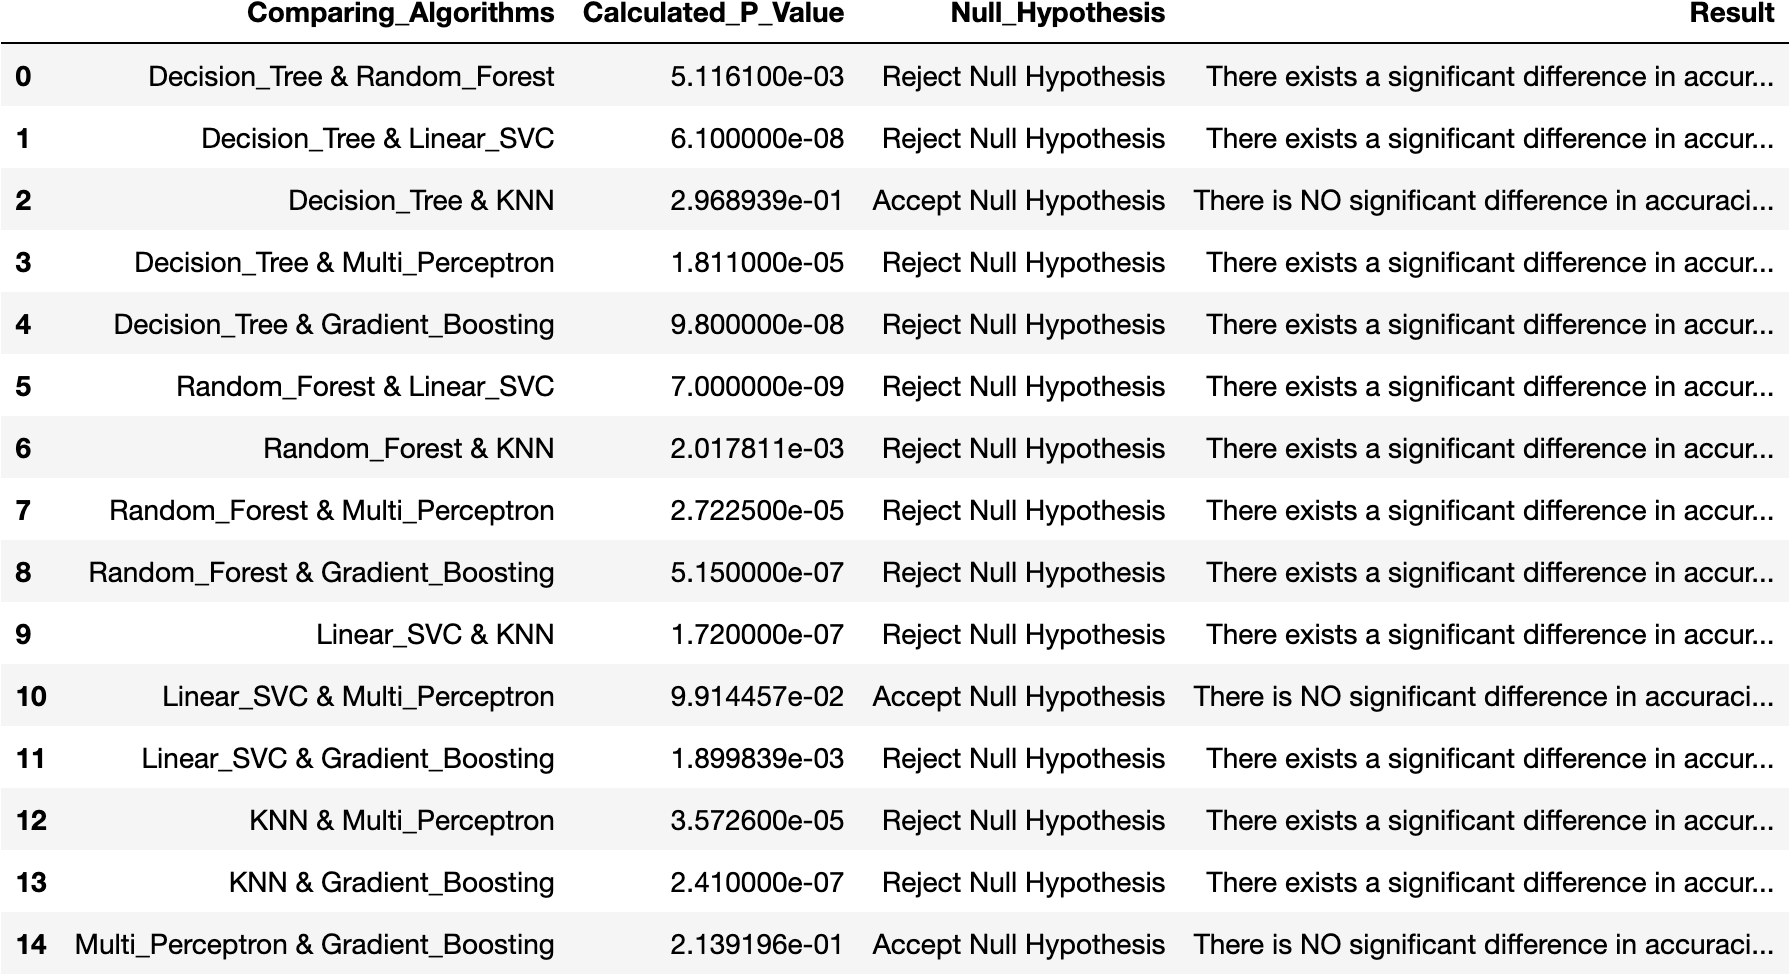 Comparing_Algorithms Calculated_P_Value Null_Hypothesis Result
0 Decision_Tree & Random_Forest 5.116100e-03 Reject Null Hypothesis There exists a significant difference in accur...
1 Decision_Tree & Linear_SVC 6.100000e-08 Reject Null Hypothesis There exists a significant difference in accur...
2 Decision_Tree & KNN 2.968939e-01 Accept Null Hypothesis There is NO significant difference in accuraci...
3 Decision_Tree & Multi_Perceptron 1.811000e-05 Reject Null Hypothesis There exists a significant difference in accur...
4 Decision_Tree & Gradient_Boosting 9.800000e-08 Reject Null Hypothesis There exists a significant difference in accur...
5 Random_Forest & Linear_SVC 7.000000e-09 Reject Null Hypothesis There exists a significant difference in accur...
6 Random_Forest & KNN 2.017811e-03 Reject Null Hypothesis There exists a significant difference in accur...
7 Random_Forest & Multi_Perceptron 2.722500e-05 Reject Null Hypothesis There exists a significant difference in accur...
8 Random_Forest & Gradient_Boosting 5.150000e-07 Reject Null Hypothesis There exists a significant difference in accur...
9 Linear_SVC & KNN 1.720000e-07 Reject Null Hypothesis There exists a significant difference in accur...
10 Linear_SVC & Multi_Perceptron 9.914457e-02 Accept Null Hypothesis There is NO significant difference in accuraci...
11 Linear_SVC & Gradient_Boosting 1.899839e-03 Reject Null Hypothesis There exists a significant difference in accur...
12 KNN & Multi_Perceptron 3.572600e-05 Reject Null Hypothesis There exists a significant difference in accur...
13 KNN & Gradient_Boosting 2.410000e-07 Reject Null Hypothesis There exists a significant difference in accur...
14 Multi_Perceptron & Gradient_Boosting 2.139196e-01 Accept Null Hypothesis There is NO significant difference in accuraci...